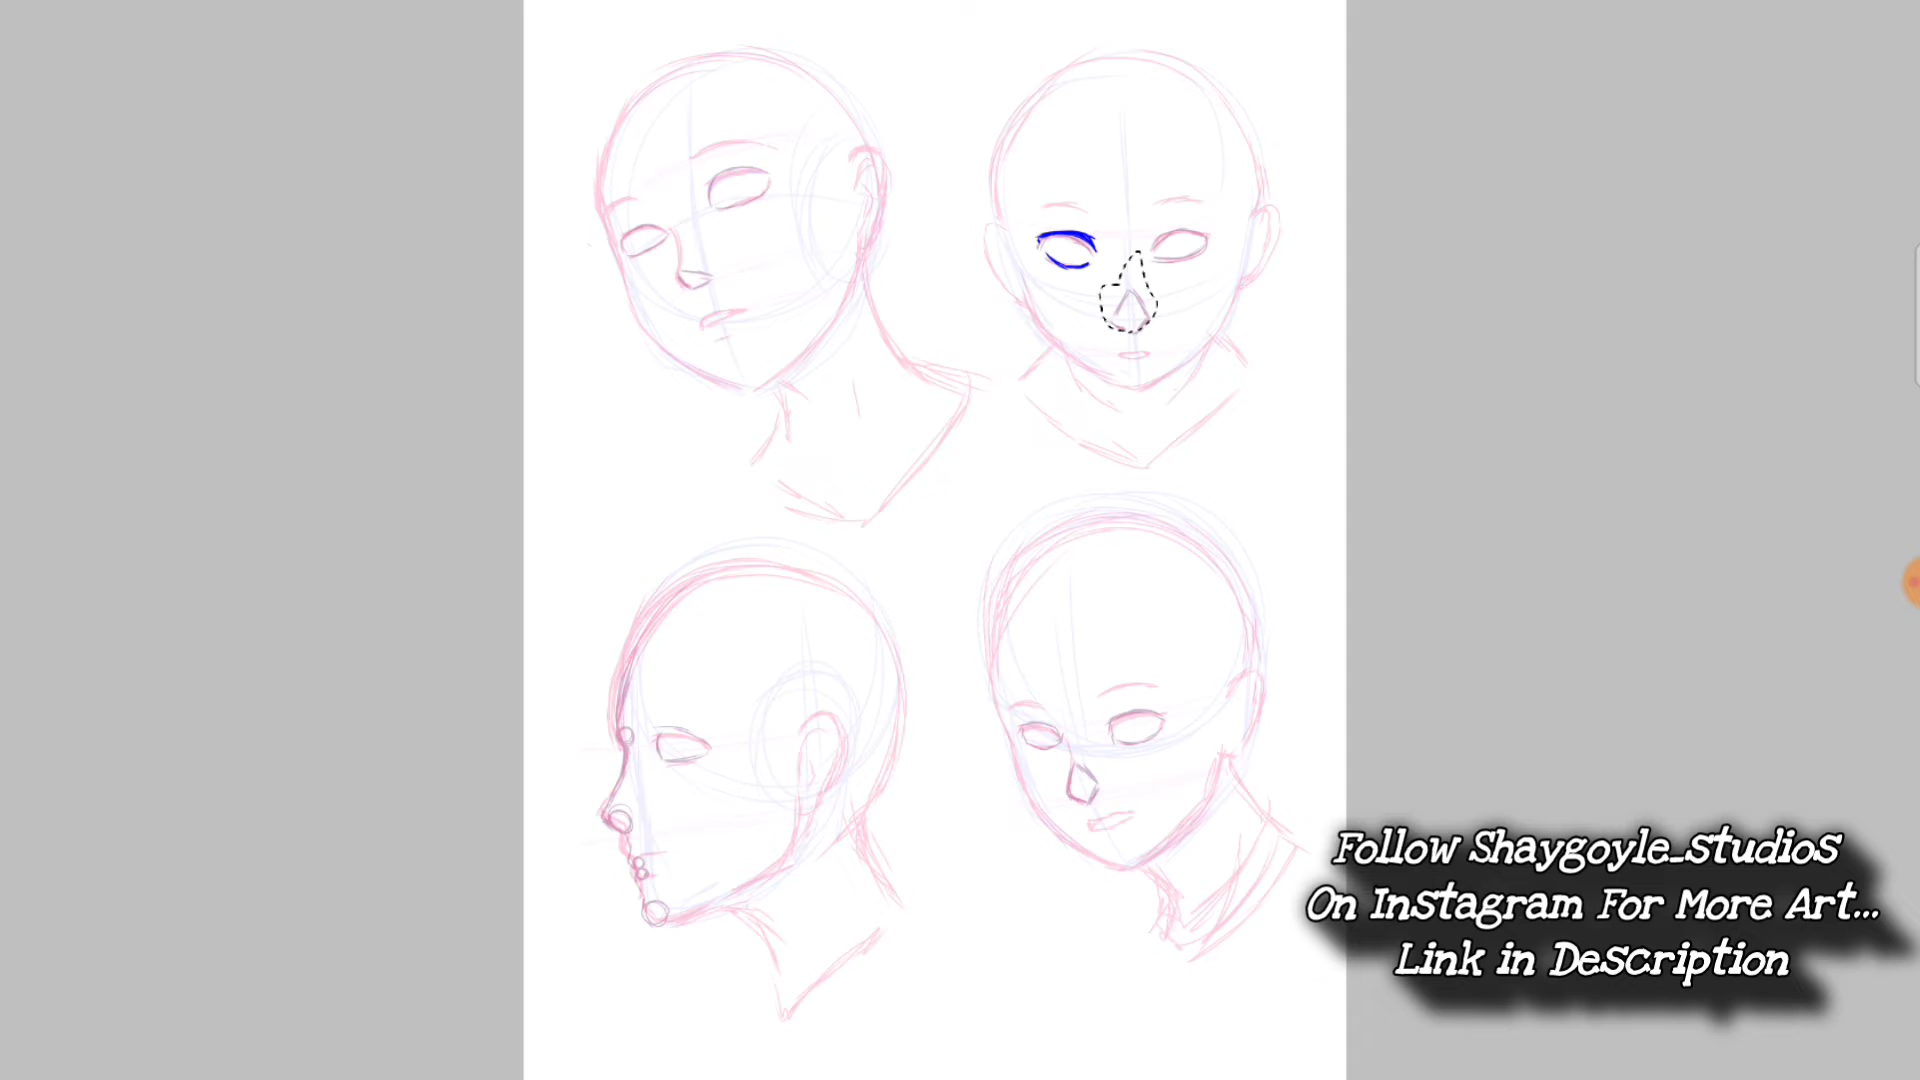 Follow Shaygoyle_studios
On Instagram For More Art...
Link in Description